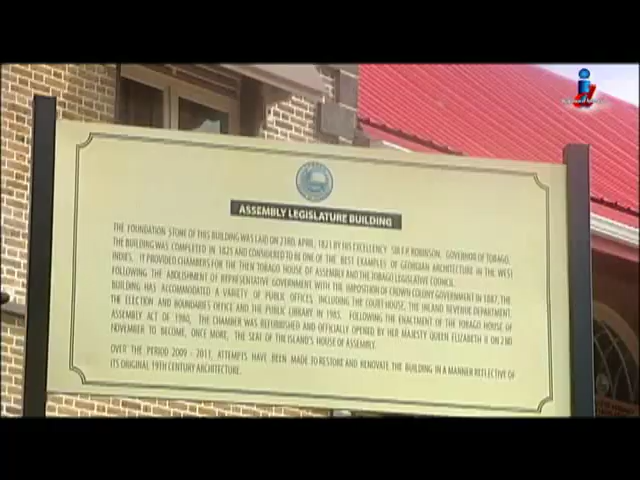 ASSEMBLY LEGISLATURE BUILDING
THE FOUNDATION STONE OF THIS BUILDING WAS LAID ON 23RD, APRIL, 1821 BY HIS EXCELLENCY SIR F.P. ROBINSON, GOVERNOR OF TOBAGO.
THE BUILDING WAS COMPLETED IN 1825 AND CONSIDERED TO BE ONE OF THE BEST EXAMPLES OF GEORGIAN ARCHITECTURE IN THE WEST
INDIES. IT PROVIDED CHAMBERS FOR THE THEN TOBAGO HOUSE OF ASSEMBLY AND THE TOBAGO LEGISLATIVE COUNCIL.
FOLLOWING THE ABOLISHMENT OF REPRESENTATIVE GOVERNMENT WITH THE IMPOSITION OF CROWN COLONY GOVERNMENT IN 1887, THE
BUILDING HAS ACCOMMODATED A VARIETY OF PUBLIC OFFICES INCLUDING THE COURT HOUSE, THE INLAND REVENUE DEPARTMENT,
THE ELECTION AND BOUNDARIES OFFICE AND THE PUBLIC LIBRARY IN 1985. FOLLOWING THE ENACTMENT OF THE TOBAGO HOUSE OF
ASSEMBLY ACT OF 1980, THE CHAMBER WAS REFURBISHED AND OFFICIALLY OPENED BY HER MAJESTY QUEEN ELIZABETH II ON 2ND
NOVEMBER TO BECOME, ONCE MORE, THE SEAT OF THE ISLAND'S HOUSE OF ASSEMBLY.
OVER THE PERIOD 2009 - 2011, ATTEMPTS HAVE BEEN MADE TO RESTORE AND RENOVATE THE BUILDING IN A MANNER REFLECTIVE OF
ITS ORIGINAL 19TH CENTURY ARCHITECTURE.